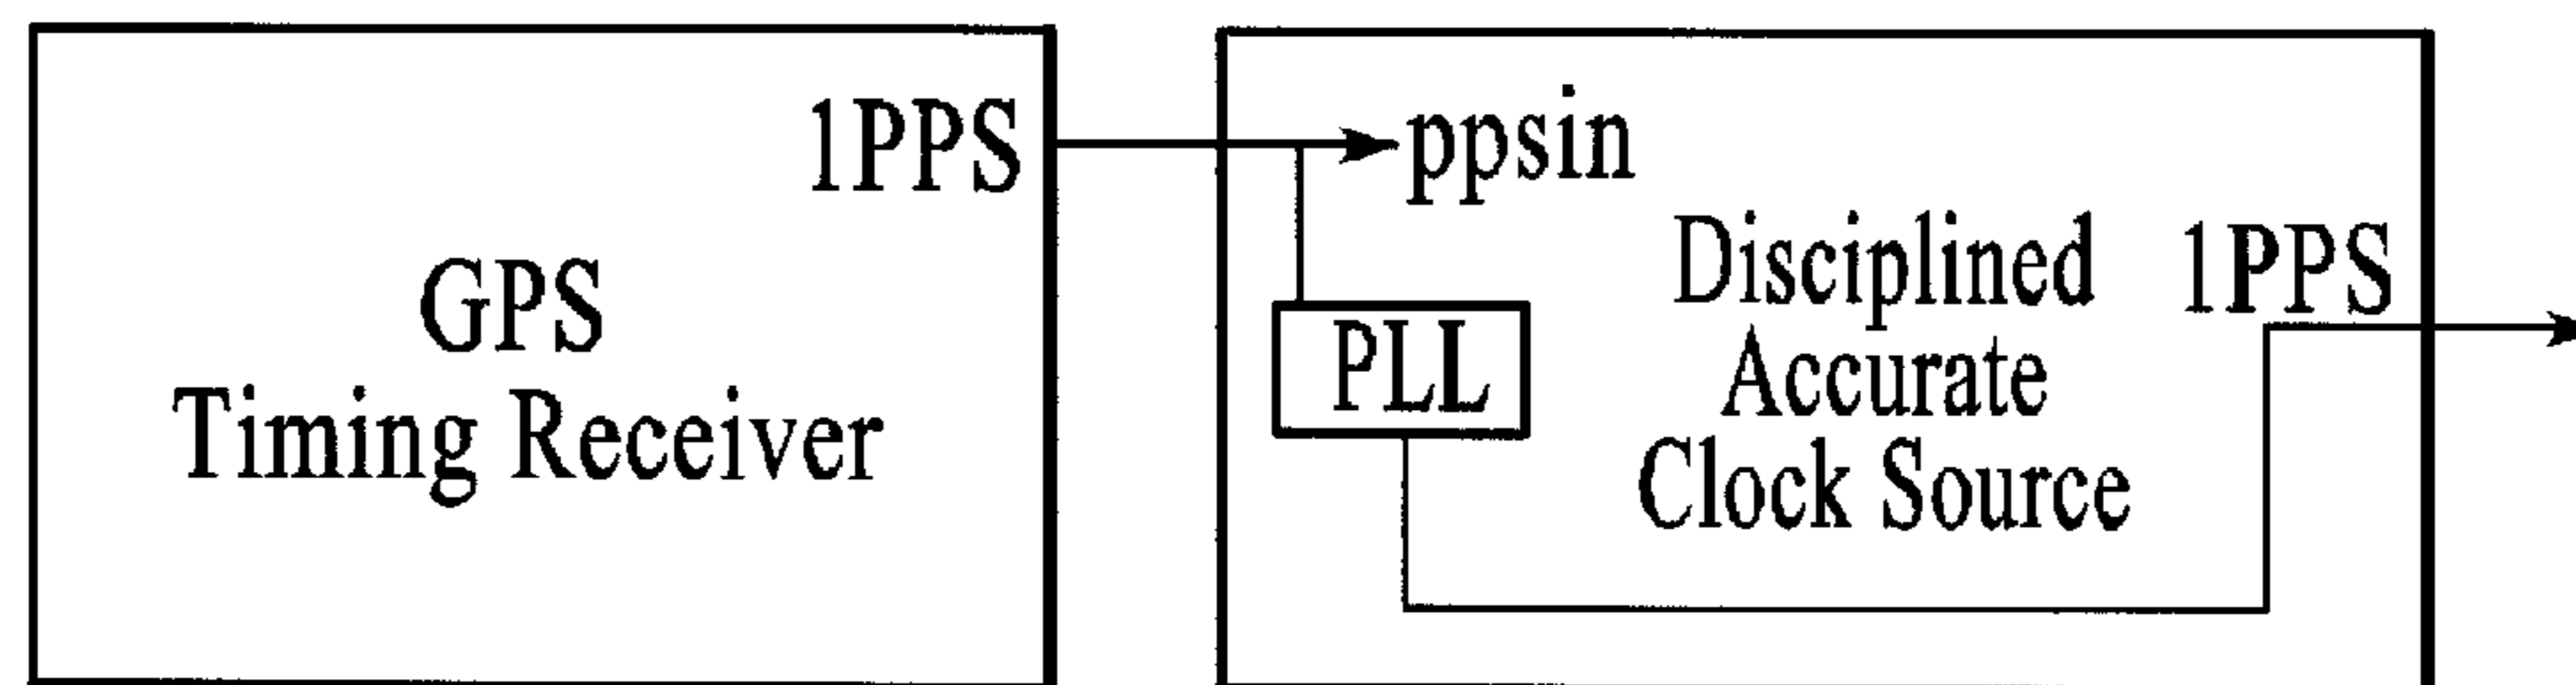 1PPS
GPS
Timing Receiver
ppsin
PLL
Disciplined
Accurate
Clock Source
1PPS